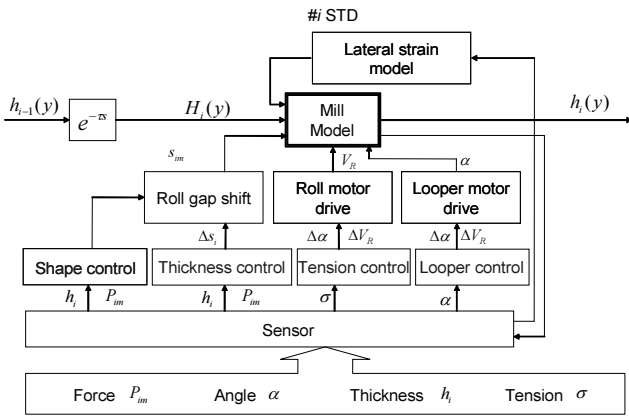 #i STD
Lateral strain
model
h_{i-1}(y)
e^{-τs}
H_i(y)
Mill
Model
h_i(y)
s_{im}
V_R
α
Roll gap shift
Roll motor
drive
Looper motor
drive
Δs_i
Δα ΔV_R
Δα ΔV_R
Shape control
Thickness control
Tension control
Looper control
h_i P_{im}
h_i P_{im}
σ
α
Sensor
Force P_{im} Angle α Thickness h_i Tension σ